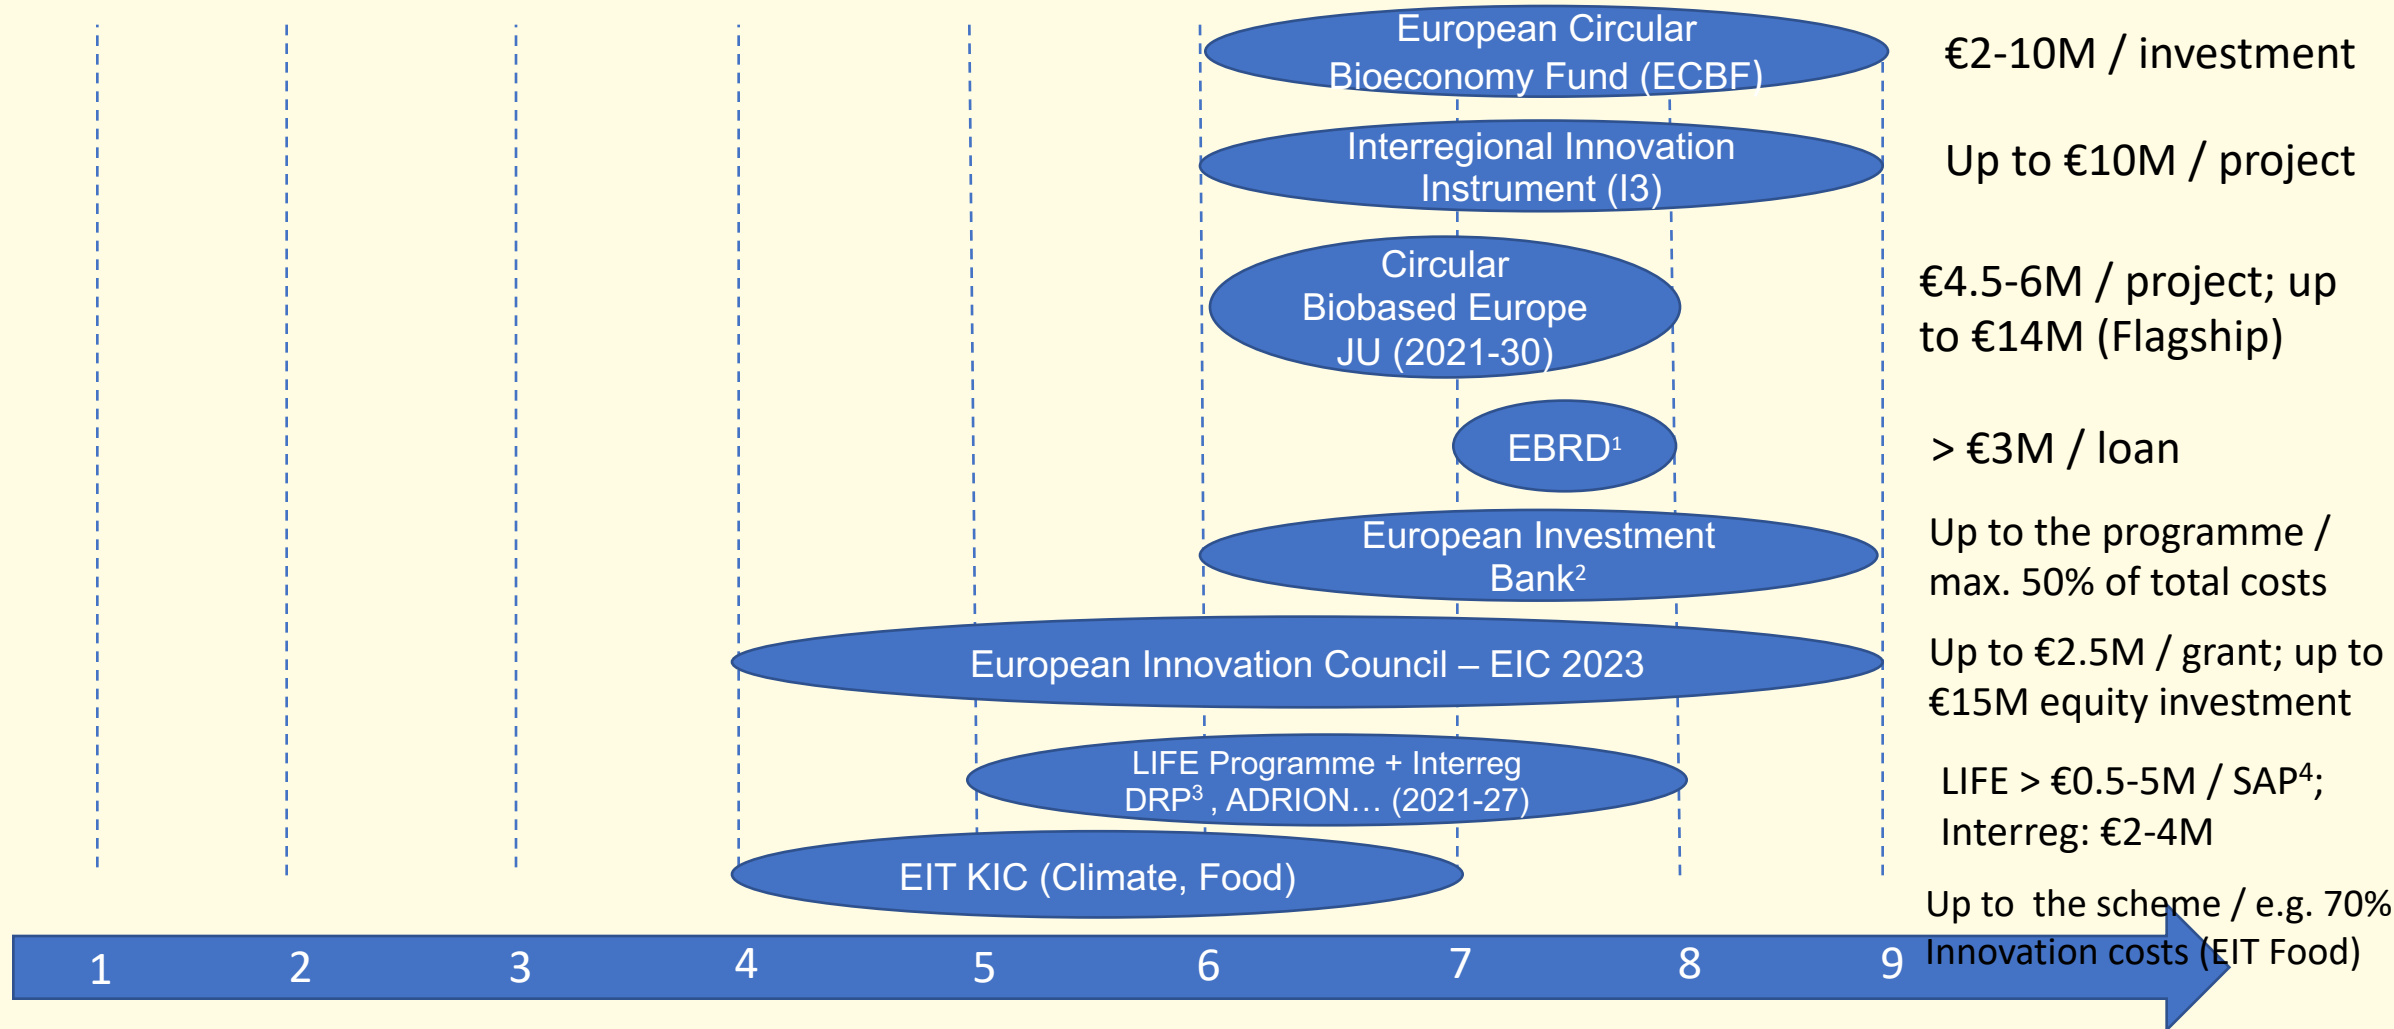 European Circular
Bioeconomy Fund (ECBF)
€2-10M / investment
Interregional Innovation
Instrument (I3)
Up to €10M / project
Circular
Biobased Europe
JU (2021-30)
€4.5-6M / project; up
to €14M (Flagship)
EBRD¹
> €3M / loan
European Investment
Bank²
Up to the programme /
max. 50% of total costs
European Innovation Council – EIC 2023
Up to €2.5M / grant; up to
€15M equity investment
LIFE Programme + Interreg
DRP³ , ADRION… (2021-27)
LIFE > €0.5-5M / SAP⁴;
Interreg: €2-4M
EIT KIC (Climate, Food)
Up to the scheme / e.g. 70%
Innovation costs (EIT Food)
1 2 3 4 5 6 7 8 9